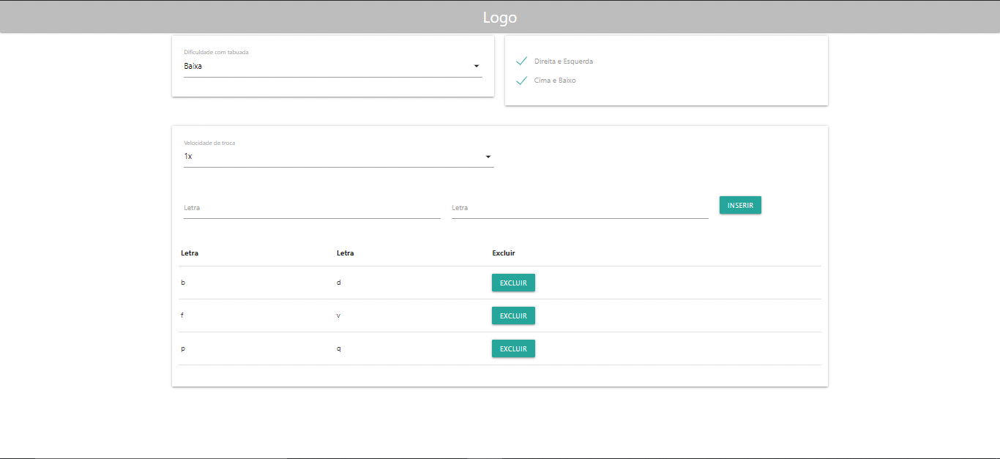 Logo
Dificuldade com tabuada
Baixa
Direita e Esquerda
Cima e Baixo
Velocidade de troca
1x
Letra Letra INSERIR
Letra Letra Excluir
b d EXCLUIR
f v EXCLUIR
p q EXCLUIR